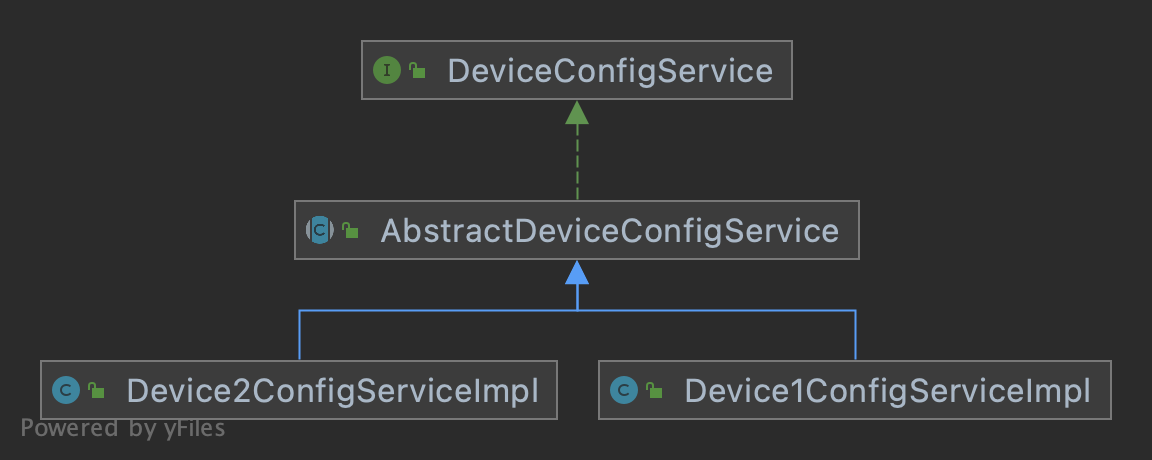 I DeviceConfigService
C AbstractDeviceConfigService
C Device2ConfigServiceImpl
C Device1ConfigServiceImpl
Powered by yFiles